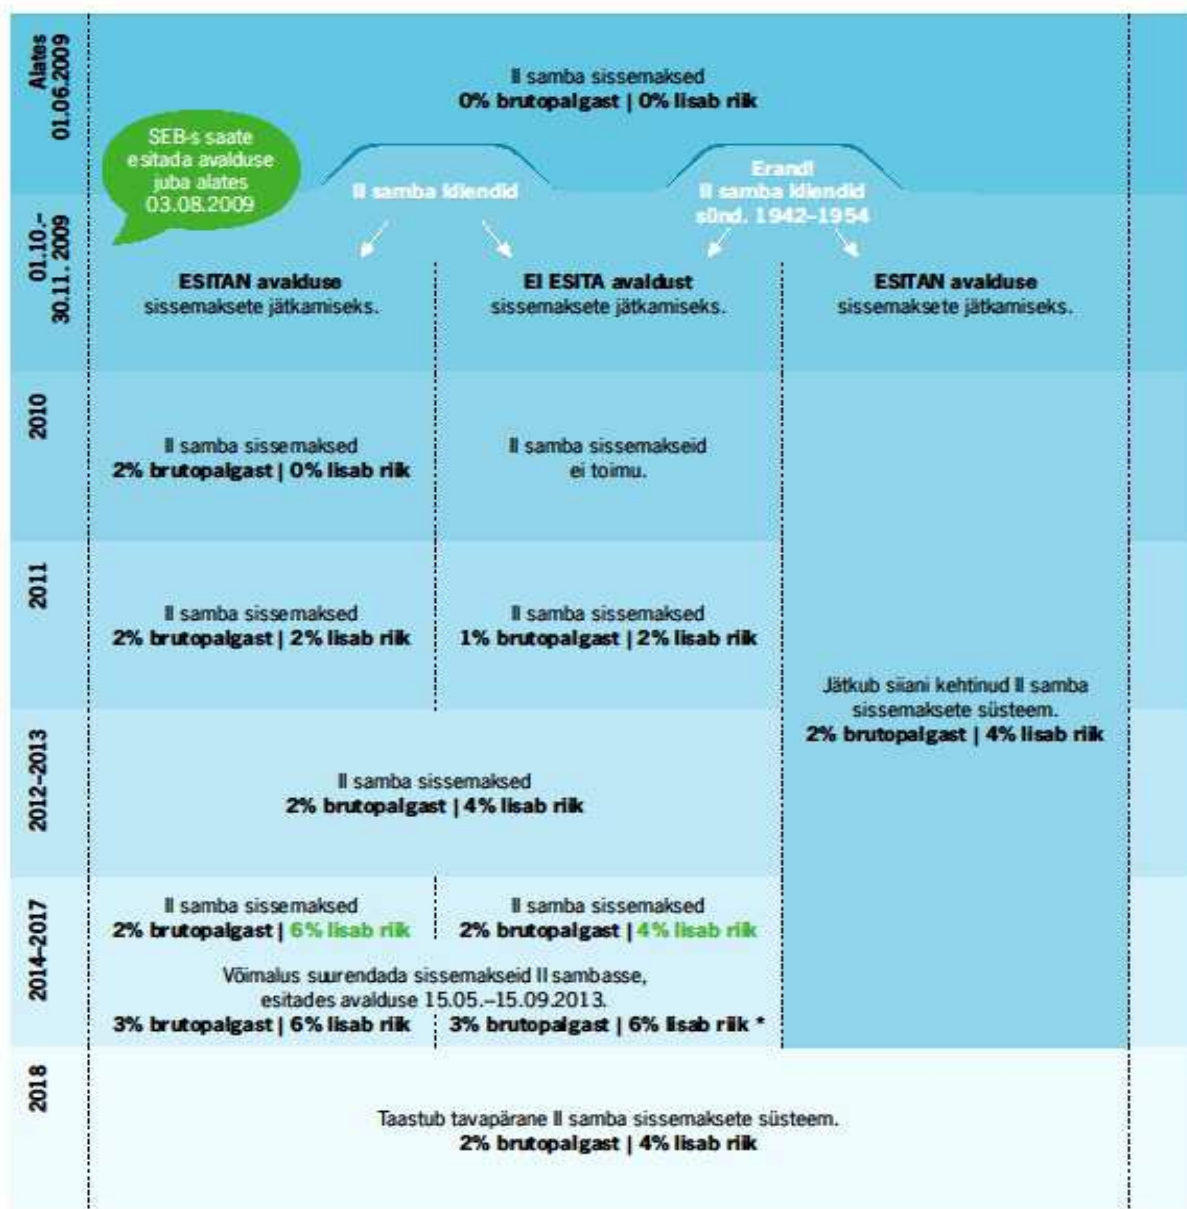 Alates
01.06.2009
II samba sissemaksed
0% brutopalgast | 0% lisab riik
SEB-s saate
esitada avalduse
juba alates
03.08.2009
II samba kliendid
Erand!
II samba kliendid
sünd. 1942–1954
01.10.–
30.11. 2009
ESITAN avalduse
sissemaksete jätkamiseks.
EI ESITA avaldust
sissemaksete jätkamiseks.
ESITAN avalduse
sissemaksete jätkamiseks.
2010
II samba sissemaksed
2% brutopalgast | 0% lisab riik
II samba sissemakseid
ei toimu.
2011
II samba sissemaksed
2% brutopalgast | 2% lisab riik
II samba sissemaksed
1% brutopalgast | 2% lisab riik
Jätkub siiani kehtinud II samba
sissemaksete süsteem.
2% brutopalgast | 4% lisab riik
2012–2013
II samba sissemaksed
2% brutopalgast | 4% lisab riik
2014–2017
II samba sissemaksed
2% brutopalgast | 6% lisab riik
II samba sissemaksed
2% brutopalgast | 4% lisab riik
Võimalus suurendada sissemakseid II sambasse,
esitades avalduse 15.05.–15.09.2013.
3% brutopalgast | 6% lisab riik
3% brutopalgast | 6% lisab riik *
2018
Taastub tavapärane II samba sissemaksete süsteem.
2% brutopalgast | 4% lisab riik